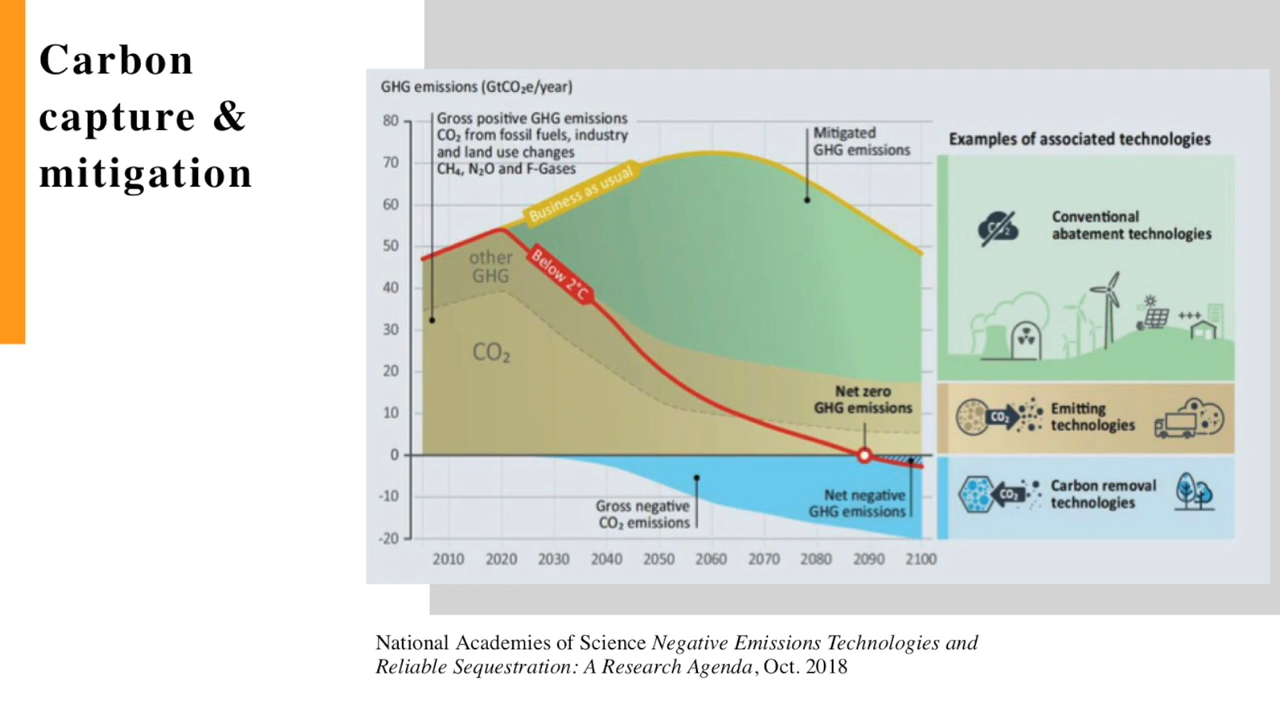 Carbon
capture &
mitigation
GHG emissions (GtCO₂e/year)
80
70
60
50
40
30
20
10
0
-10
-20
Gross positive GHG emissions
CO₂ from fossil fuels, industry
and land use changes
CH₄, N₂O and F-Gases
Business as usual
Mitigated
GHG emissions
Below 2°C
other
GHG
CO₂
Net zero
GHG emissions
Gross negative
CO₂ emissions
Net negative
GHG emissions
2010 2020 2030 2040 2050 2060 2070 2080 2090 2100
Examples of associated technologies
CO₂
Conventional
abatement technologies
CO₂
Emitting
technologies
CO₂
Carbon removal
technologies
National Academies of Science Negative Emissions Technologies and
Reliable Sequestration: A Research Agenda, Oct. 2018